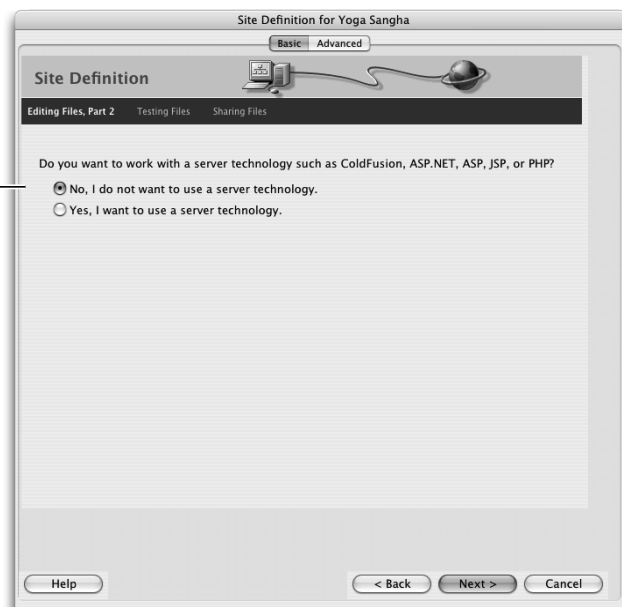 Site Definition for Yoga Sangha
Basic Advanced
Site Definition
Editing Files, Part 2 Testing Files Sharing Files
Do you want to work with a server technology such as ColdFusion, ASP.NET, ASP, JSP, or PHP?
No, I do not want to use a server technology.
Yes, I want to use a server technology.
Help < Back Next > Cancel